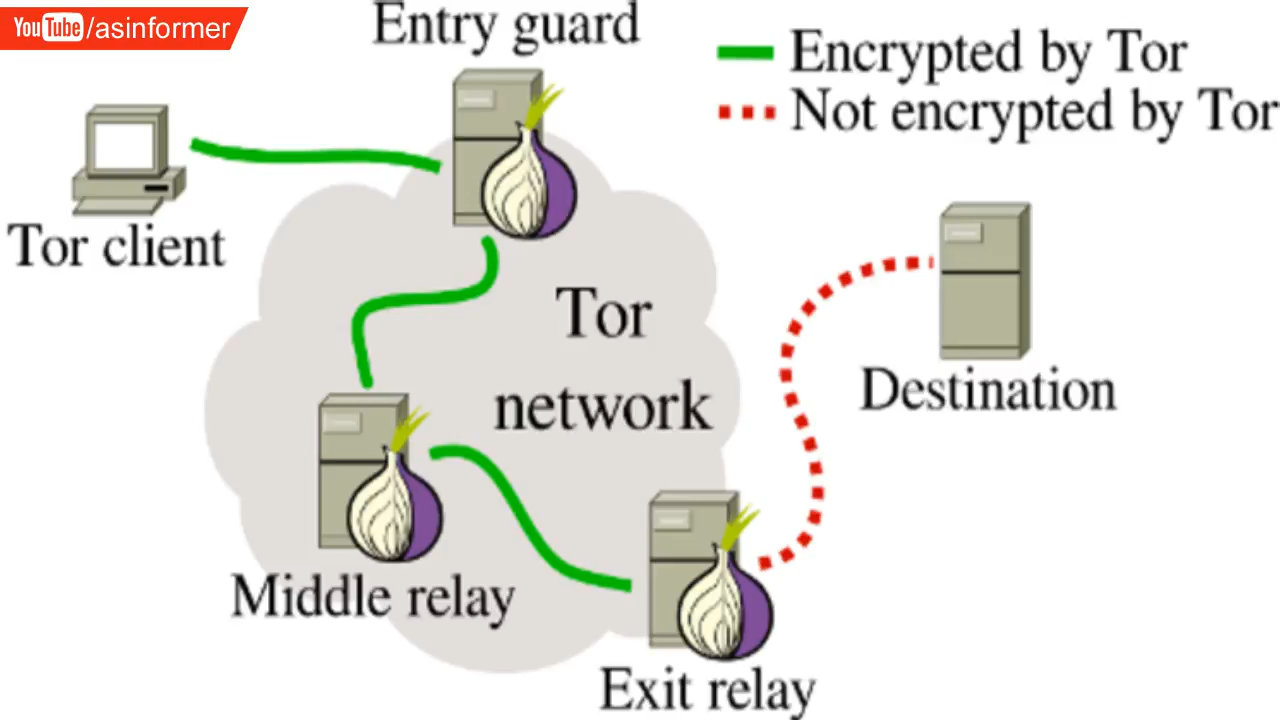 YouTube/asinformer
Entry guard
Encrypted by Tor
Not encrypted by Tor
Tor client
Tor
network
Destination
Middle relay
Exit relay